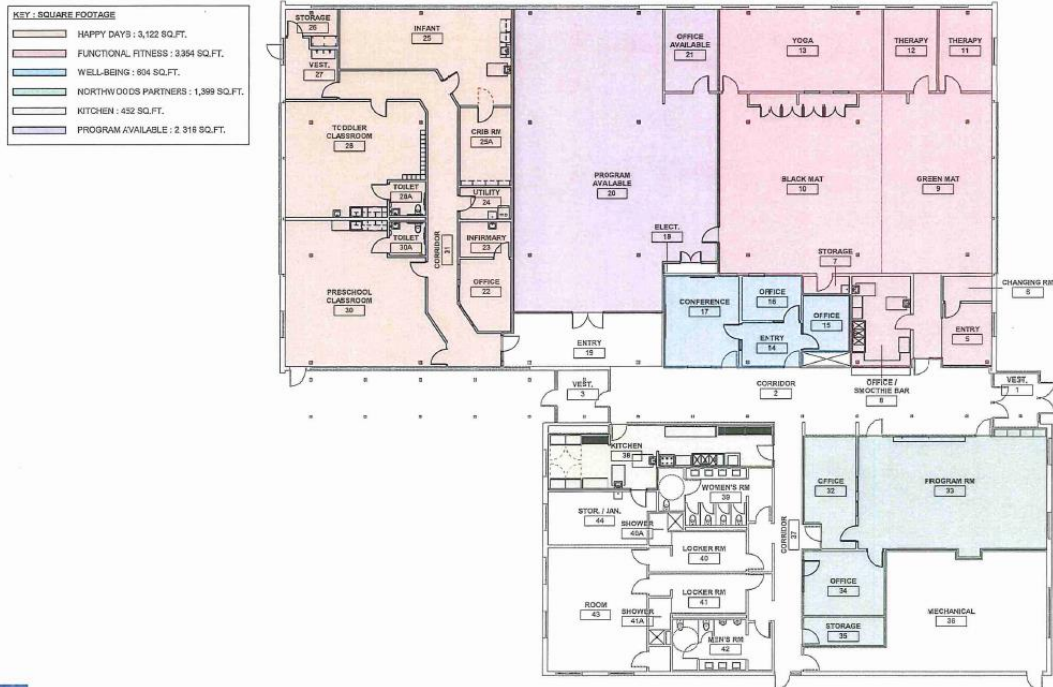 KEY : SQUARE FOOTAGE
HAPPY DAYS : 3,122 SQ.FT.
FUNCTIONAL FITNESS : 3,354 SQ.FT.
WELL-BEING : 604 SQ.FT.
NORTHWOODS PARTNERS : 1,399 SQ.FT.
KITCHEN : 452 SQ.FT.
PROGRAM AVAILABLE : 2,316 SQ.FT.
STORAGE
26
VEST.
27
INFANT
25
OFFICE
AVAILABLE
21
YOGA
13
THERAPY
12
THERAPY
11
TODDLER
CLASSROOM
28
CRIB RM
25A
TOILET
28A
UTILITY
24
TOILET
30A
INFIRMARY
23
CORRIDOR
31
OFFICE
22
PRESCHOOL
CLASSROOM
30
PROGRAM
AVAILABLE
20
BLACK MAT
10
GREEN MAT
9
ELECT.
18
STORAGE
7
CHANGING RM
6
CONFERENCE
17
OFFICE
16
OFFICE
15
ENTRY
14
ENTRY
5
ENTRY
19
OFFICE /
SMOOTHIE BAR
8
VEST.
3
CORRIDOR
2
VEST.
1
KITCHEN
38
WOMEN'S RM
39
STOR. / JAN.
44
SHOWER
40A
LOCKER RM
40
CORRIDOR
37
OFFICE
32
PROGRAM RM
33
ROOM
43
LOCKER RM
41
SHOWER
41A
MEN'S RM
42
OFFICE
34
STORAGE
35
MECHANICAL